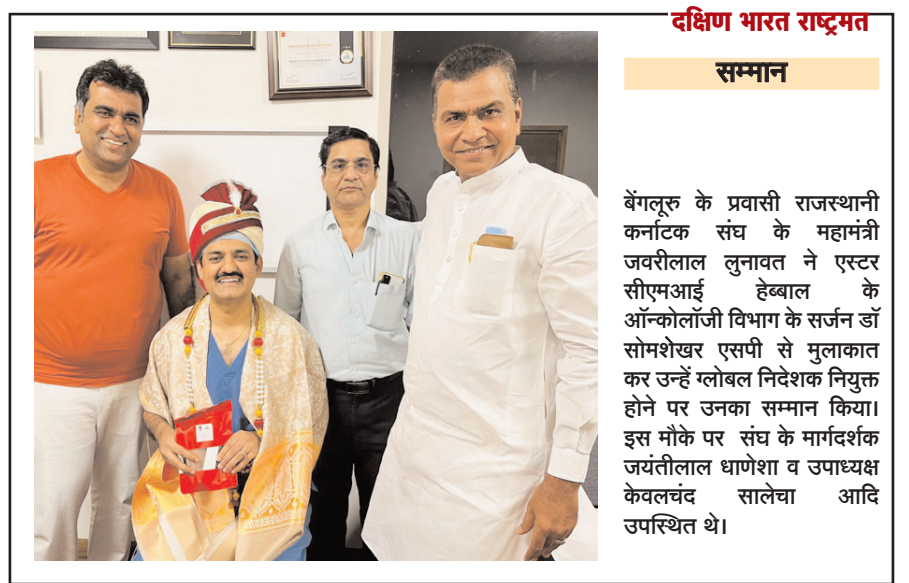 दक्षिण भारत राष्ट्रमत
सम्मान
बेंगलूरु के प्रवासी राजस्थानी
कर्नाटक संघ के महामंत्री
जवरीलाल लुनावत ने एस्टर
सीएमआई हेब्बाल के
ऑन्कोलॉजी विभाग के सर्जन डॉ
सोमशेखर एसपी से मुलाकात
कर उन्हें ग्लोबल निदेशक नियुक्त
होने पर उनका सम्मान किया।
इस मौके पर संघ के मार्गदर्शक
जयंतीलाल धाणेशा व उपाध्यक्ष
केवलचंद सालेचा आदि
उपस्थित थे।